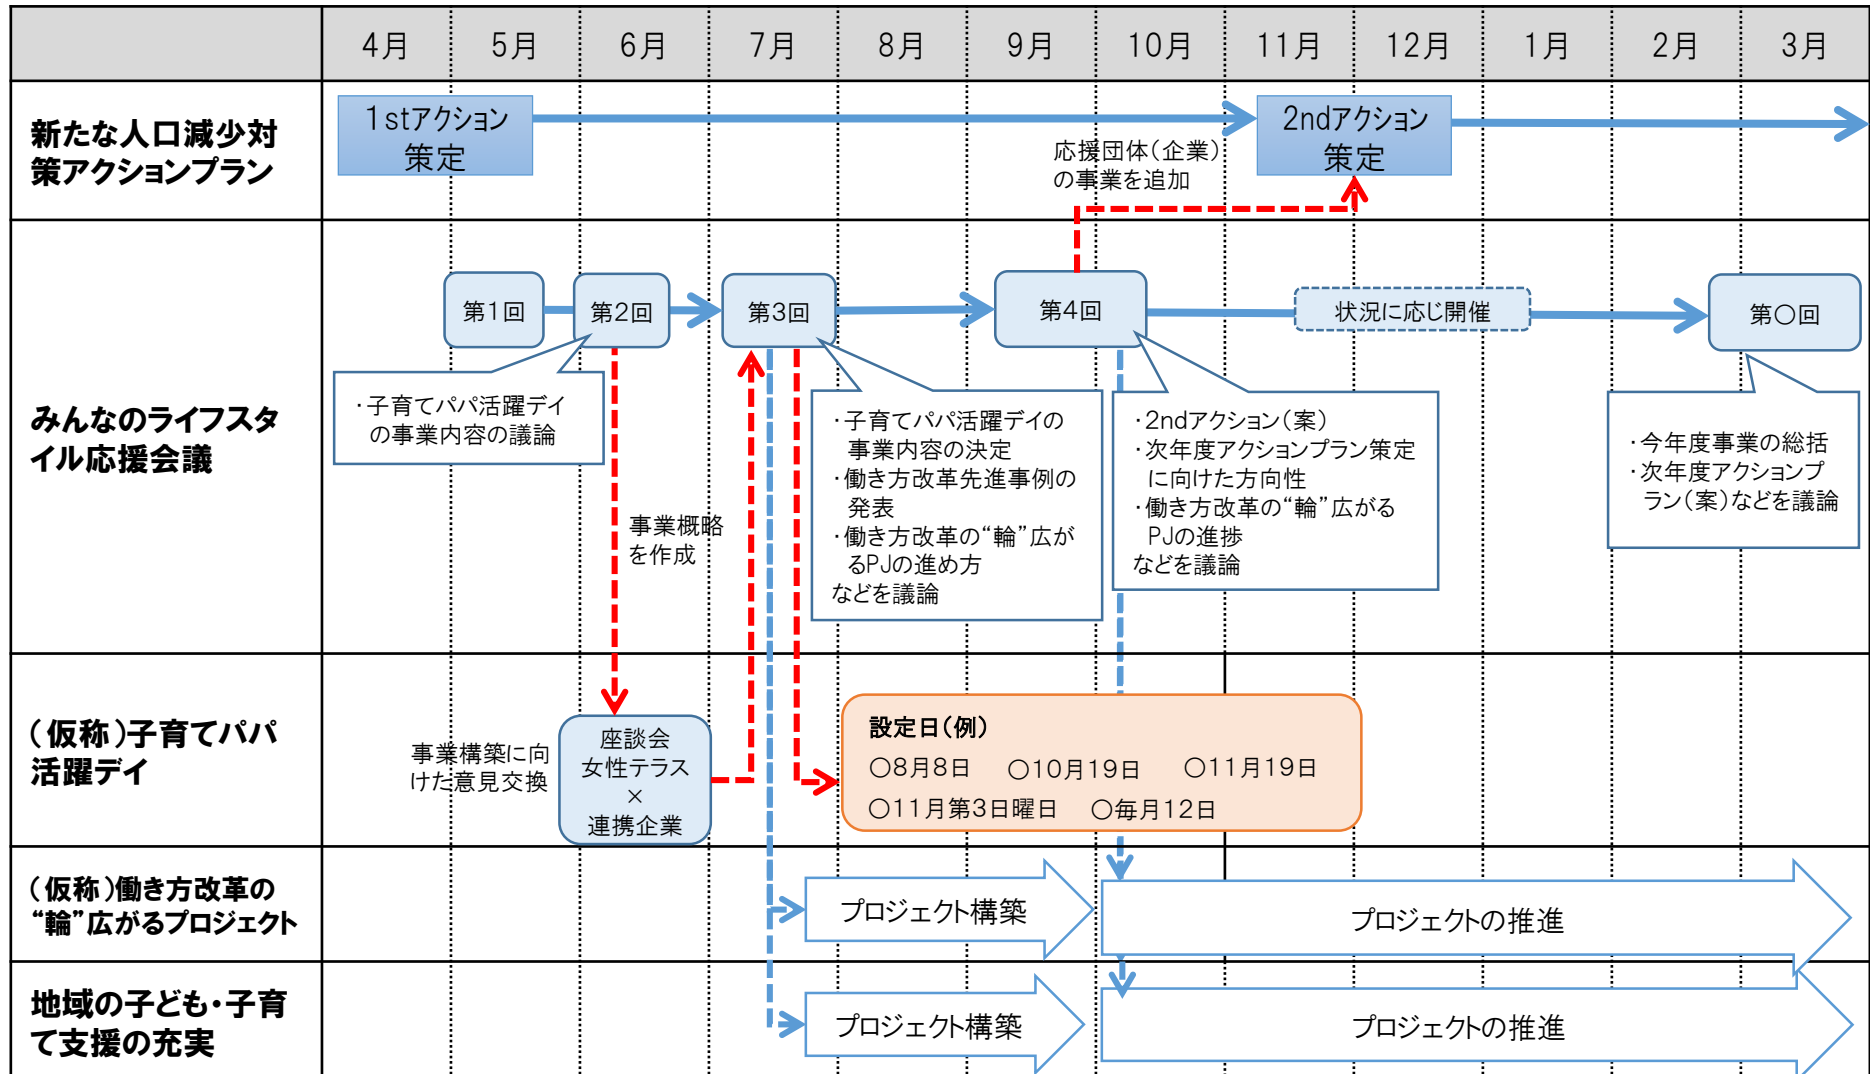 4月 5月 6月 7月 8月 9月 10月 11月 12月 1月 2月 3月
新たな人口減少対
策アクションプラン
1stアクション
策定
2ndアクション
策定
応援団体（企業）
の事業を追加
みんなのライフスタ
イル応援会議
第1回
第2回
第3回
第4回
状況に応じ開催
第〇回
・子育てパパ活躍デイ
の事業内容の議論
・子育てパパ活躍デイの
事業内容の決定
・働き方改革先進事例の
発表
・働き方改革の“輪”広が
るPJの進め方
などを議論
・2ndアクション（案）
・次年度アクションプラン策定
に向けた方向性
・働き方改革の“輪”広がる
PJの進捗
などを議論
・今年度事業の総括
・次年度アクションプ
ラン（案）などを議論
事業概略
を作成
（仮称）子育てパパ
活躍デイ
事業構築に向
けた意見交換
座談会
女性テラス
×
連携企業
設定日（例）
〇8月8日 〇10月19日 〇11月19日
〇11月第3日曜日 〇毎月12日
（仮称）働き方改革の
“輪”広がるプロジェクト
プロジェクト構築
プロジェクトの推進
地域の子ども・子育
て支援の充実
プロジェクト構築
プロジェクトの推進